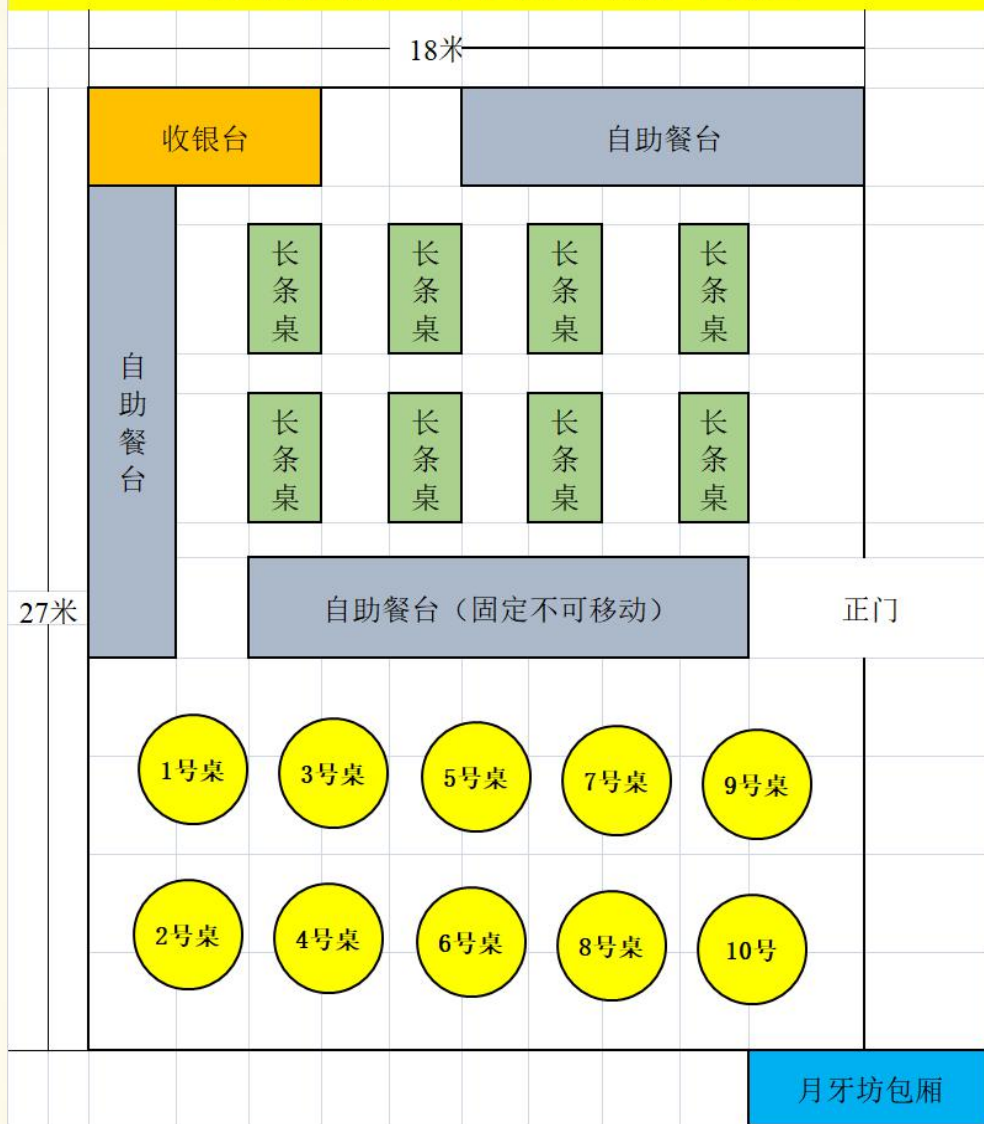 18米
收银台
自助餐台
长条桌
长条桌
长条桌
长条桌
自助餐台
长条桌
长条桌
长条桌
长条桌
27米
自助餐台（固定不可移动）
正门
1号桌
3号桌
5号桌
7号桌
9号桌
2号桌
4号桌
6号桌
8号桌
10号
月牙坊包厢